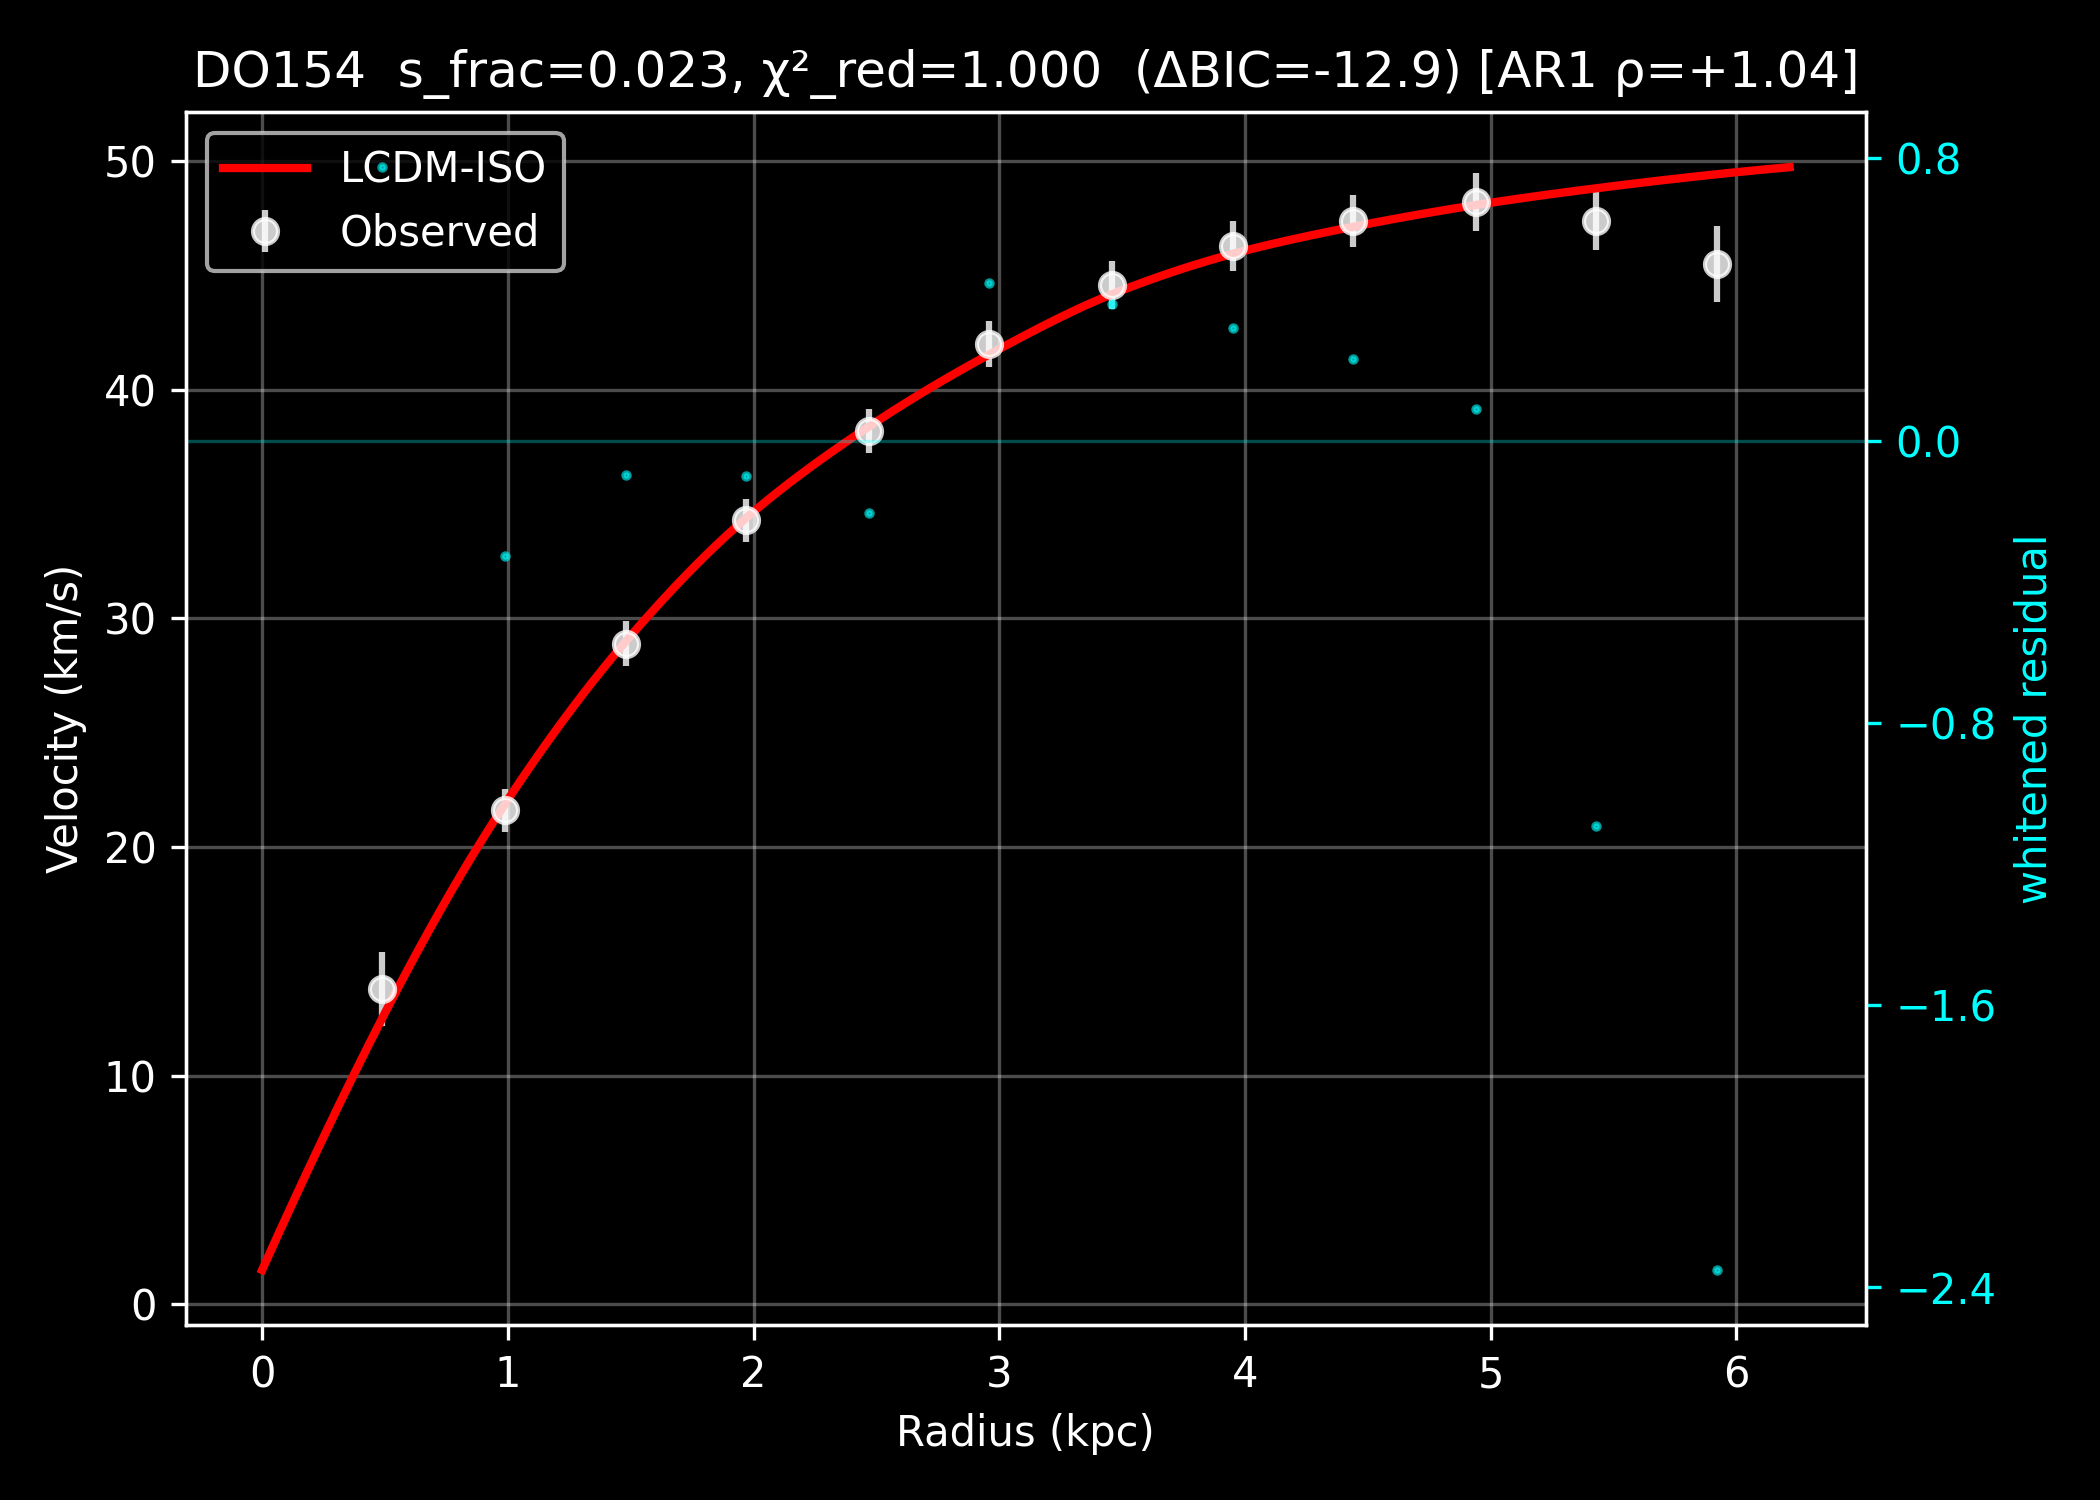 DO154  s_frac=0.023, χ²_red=1.000  (ΔBIC=-12.9) [AR1 ρ=+1.04]
LCDM-ISO
Observed
50
40
30
20
10
0
Velocity (km/s)
0.8
0.0
−0.8
−1.6
−2.4
whitened residual
0 1 2 3 4 5 6
Radius (kpc)